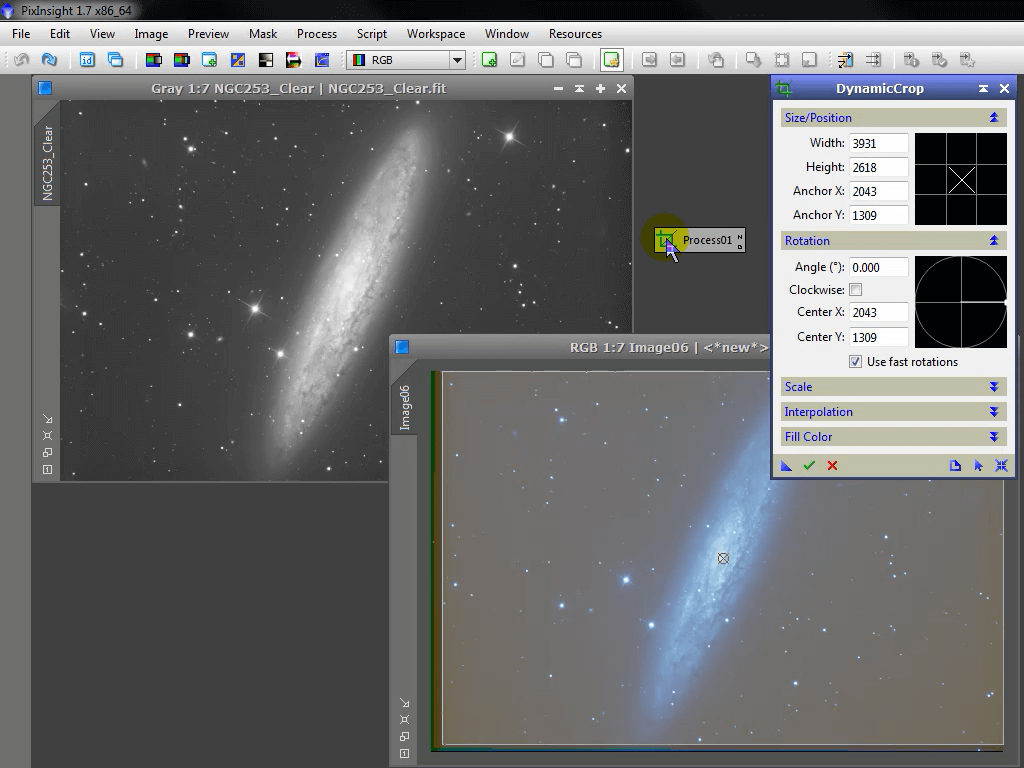 PixInsight 1.7 x86_64
File Edit View Image Preview Mask Process Script Workspace Window Resources
id RGB
Gray 1:7 NGC253_Clear | NGC253_Clear.fit
NGC253_Clear
Process01
N
D
RGB 1:7 Image06 | <*new*>
Image06
DynamicCrop
Size/Position
Width: 3931
Height: 2618
Anchor X: 2043
Anchor Y: 1309
Rotation
Angle (°): 0.000
Clockwise:
Center X: 2043
Center Y: 1309
Use fast rotations
Scale
Interpolation
Fill Color